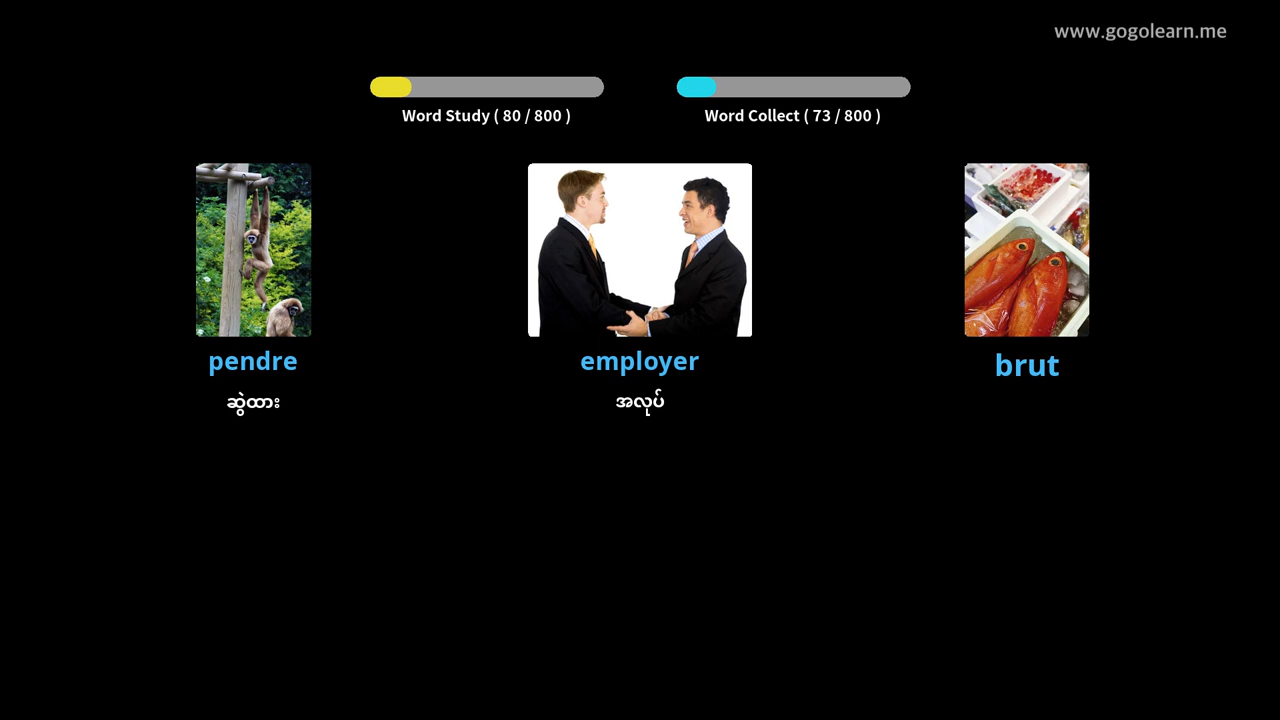 www.gogolearn.me
Word Study ( 80 / 800 )
Word Collect ( 73 / 800 )
pendre
employer
brut
ဆွဲထား
အလုပ်